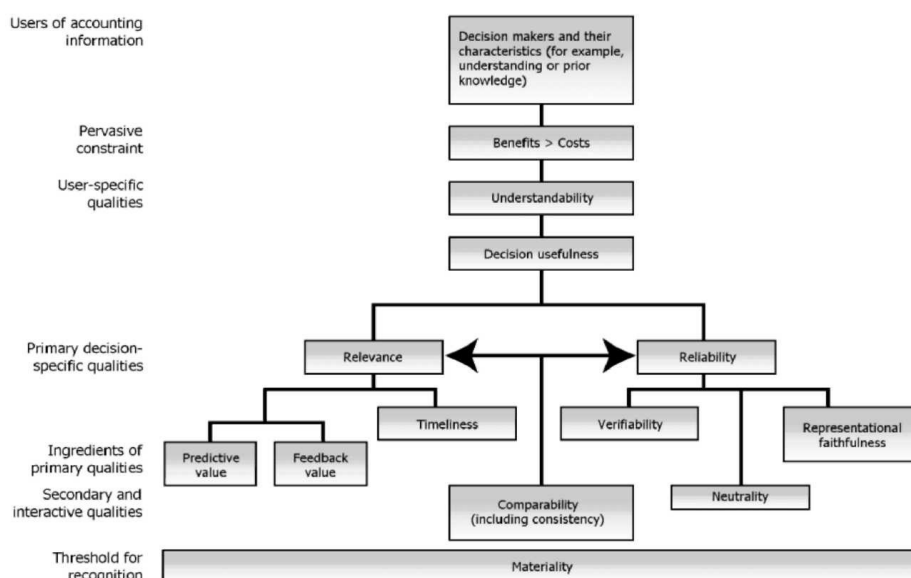 Users of accounting
information
Decision makers and their
characteristics (for example,
understanding or prior
knowledge)
Pervasive
constraint
Benefits > Costs
User-specific
qualities
Understandability
Decision usefulness
Primary decision-
specific qualities
Relevance
Reliability
Timeliness
Verifiability
Representational
faithfulness
Ingredients of
primary qualities
Predictive
value
Feedback
value
Secondary and
interactive qualities
Comparability
(including consistency)
Neutrality
Threshold for
recognition
Materiality